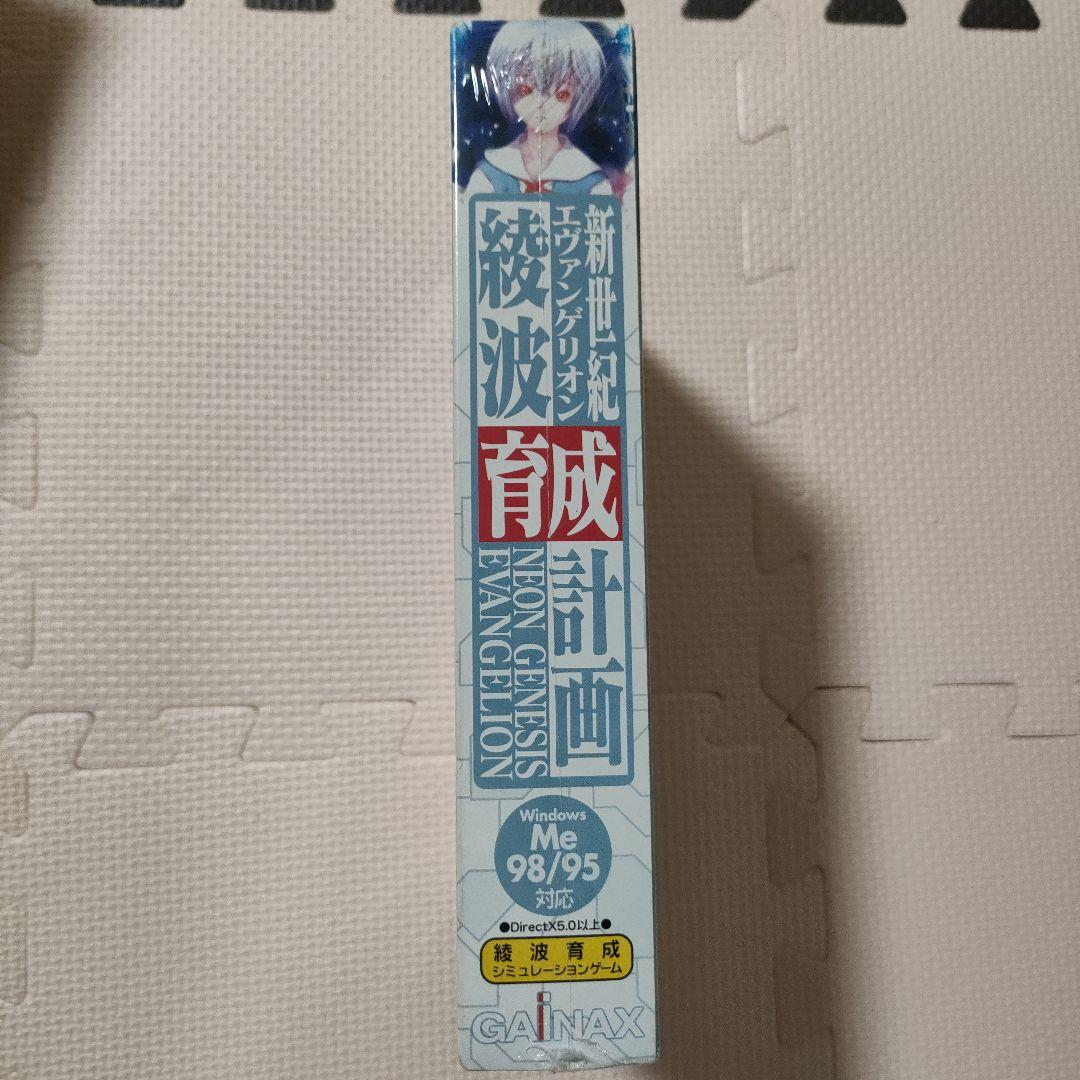 新世紀
エヴァンゲリオン
綾波
育成
計画
NEON GENESIS
EVANGELION
Windows
Me
98/95
対応
●DirectX5.0以上●
綾波育成
シミュレーションゲーム
GAiNAX